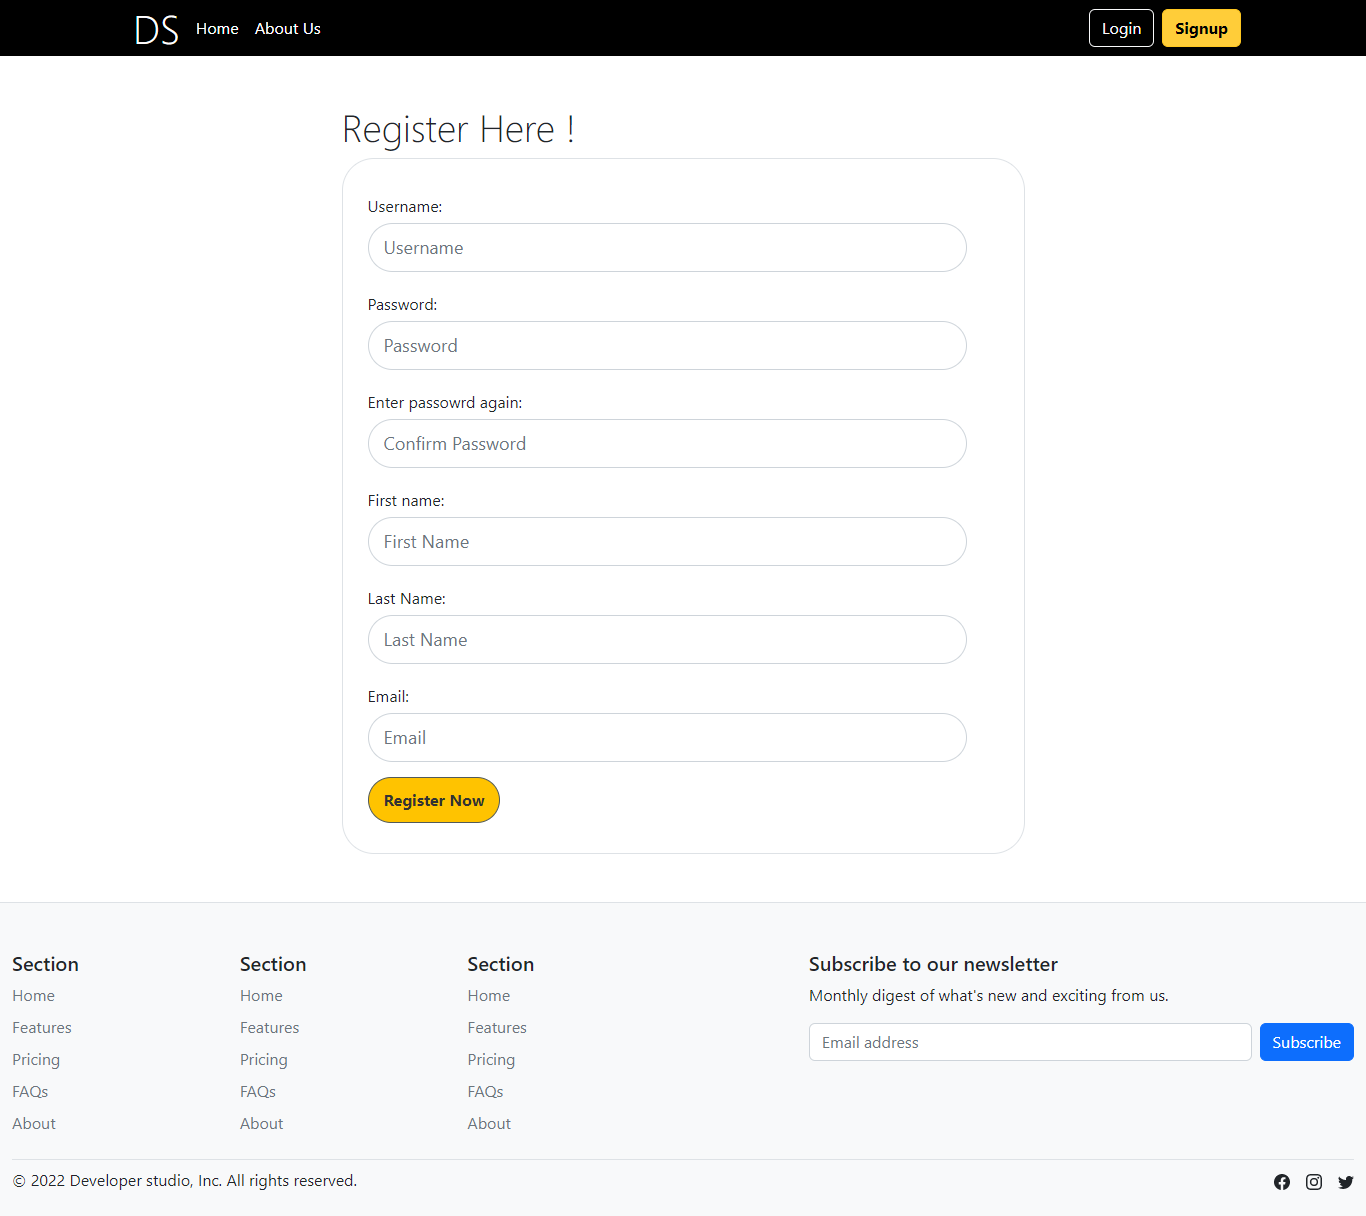 DS Home About Us Login Signup
Register Here !
Username:
Username
Password:
Password
Enter passowrd again:
Confirm Password
First name:
First Name
Last Name:
Last Name
Email:
Email
Register Now
Section
Home
Features
Pricing
FAQs
About
Section
Home
Features
Pricing
FAQs
About
Section
Home
Features
Pricing
FAQs
About
Subscribe to our newsletter
Monthly digest of what's new and exciting from us.
Email address Subscribe
© 2022 Developer studio, Inc. All rights reserved.